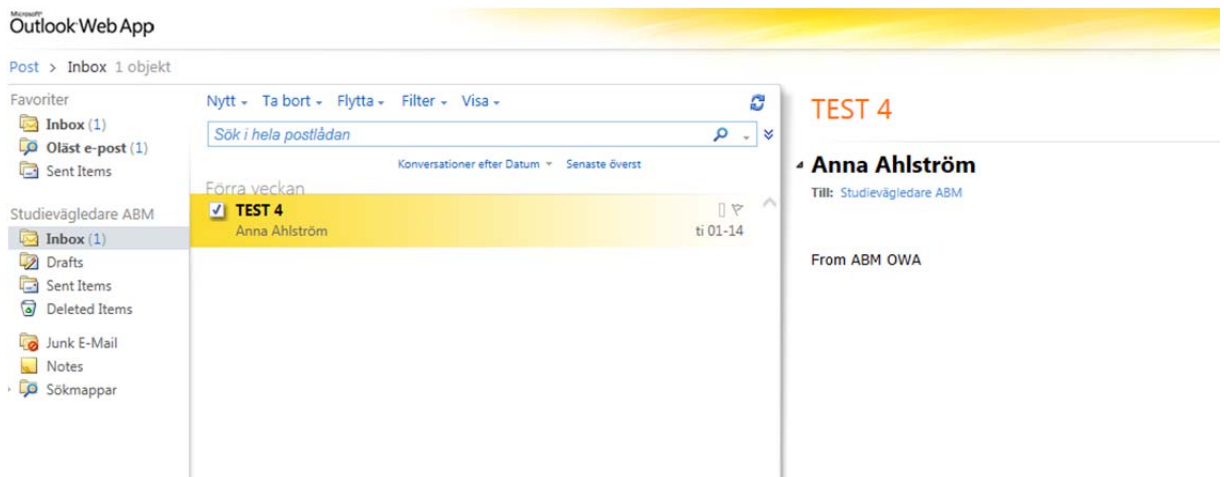 Microsoft®
Outlook Web App
Post > Inbox 1 objekt
Favoriter
Inbox (1)
Oläst e-post (1)
Sent Items
Studievägledare ABM
Inbox (1)
Drafts
Sent Items
Deleted Items
Junk E-Mail
Notes
Sökmappar
Nytt Ta bort Flytta Filter Visa
Sök i hela postlådan
Konversationer efter Datum Senaste överst
Förra veckan
TEST 4
Anna Ahlström ti 01-14
TEST 4
Anna Ahlström
Till: Studievägledare ABM
From ABM OWA